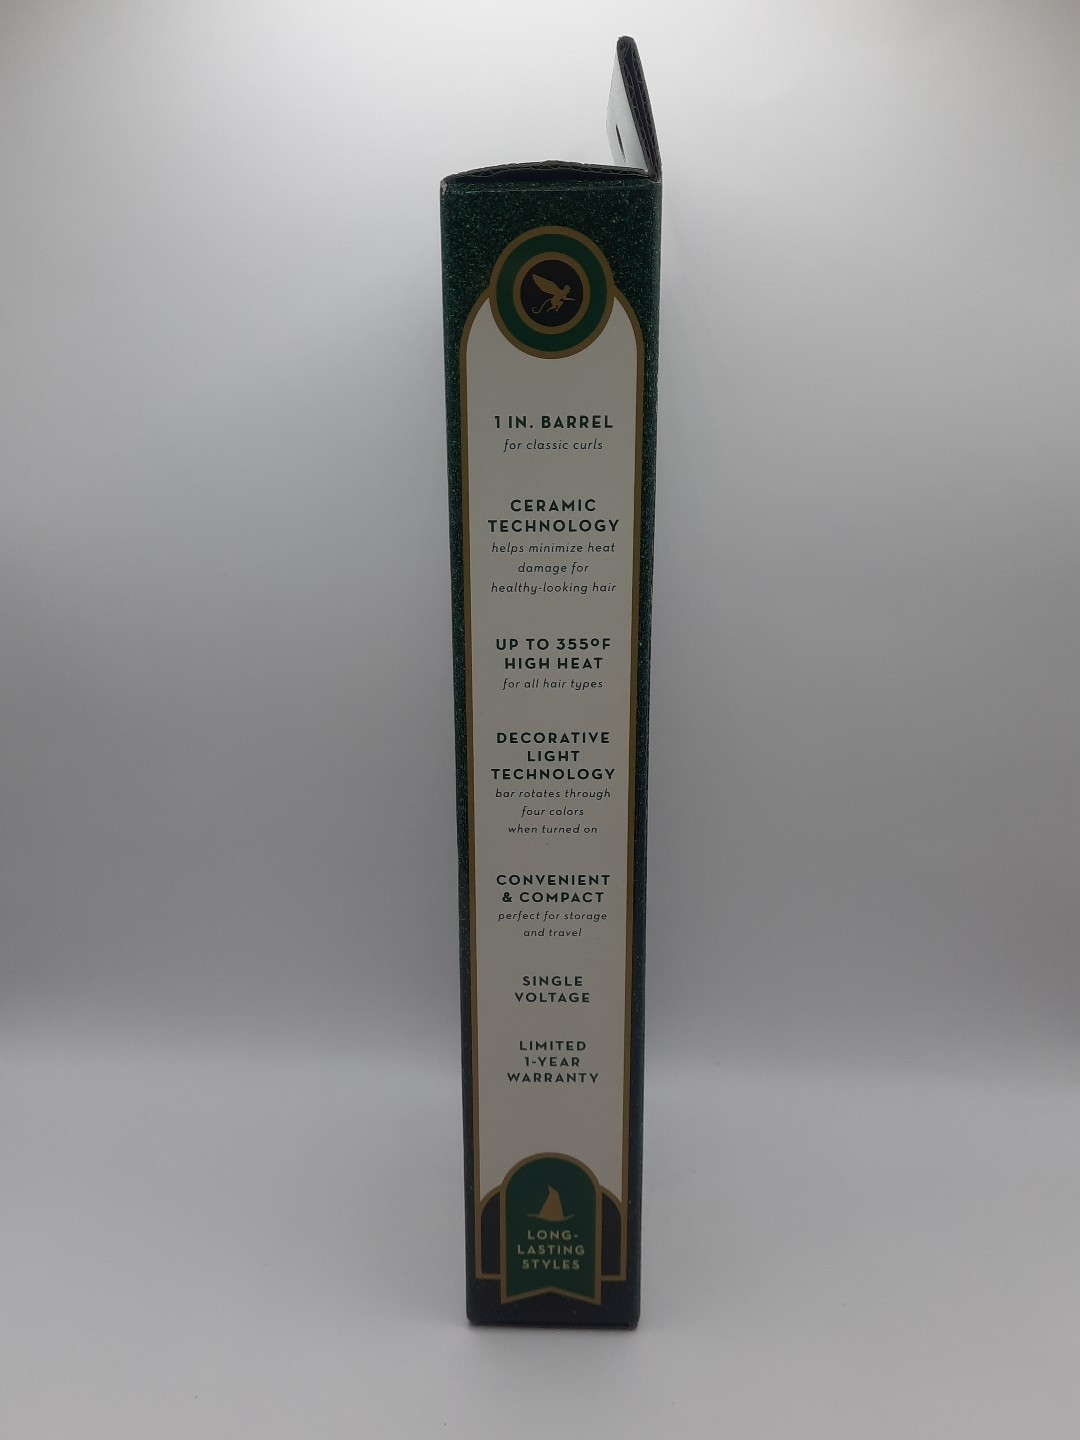 1 IN. BARREL
for classic curls
CERAMIC
TECHNOLOGY
helps minimize heat
damage for
healthy-looking hair
UP TO 355ºF
HIGH HEAT
for all hair types
DECORATIVE
LIGHT
TECHNOLOGY
bar rotates through
four colors
when turned on
CONVENIENT
& COMPACT
perfect for storage
and travel
SINGLE
VOLTAGE
LIMITED
1-YEAR
WARRANTY
LONG-
LASTING
STYLES